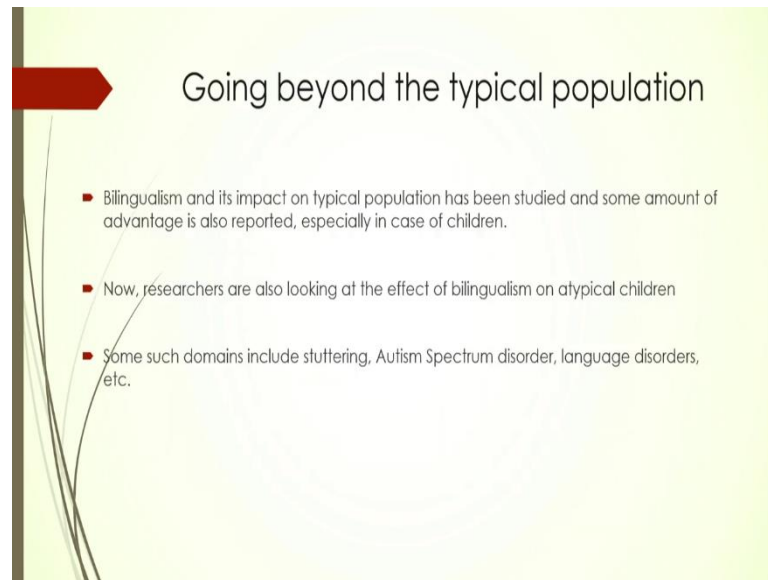 Going beyond the typical population
Bilingualism and its impact on typical population has been studied and some amount of
advantage is also reported, especially in case of children.
Now, researchers are also looking at the effect of bilingualism on atypical children
Some such domains include stuttering, Autism Spectrum disorder, language disorders,
etc.